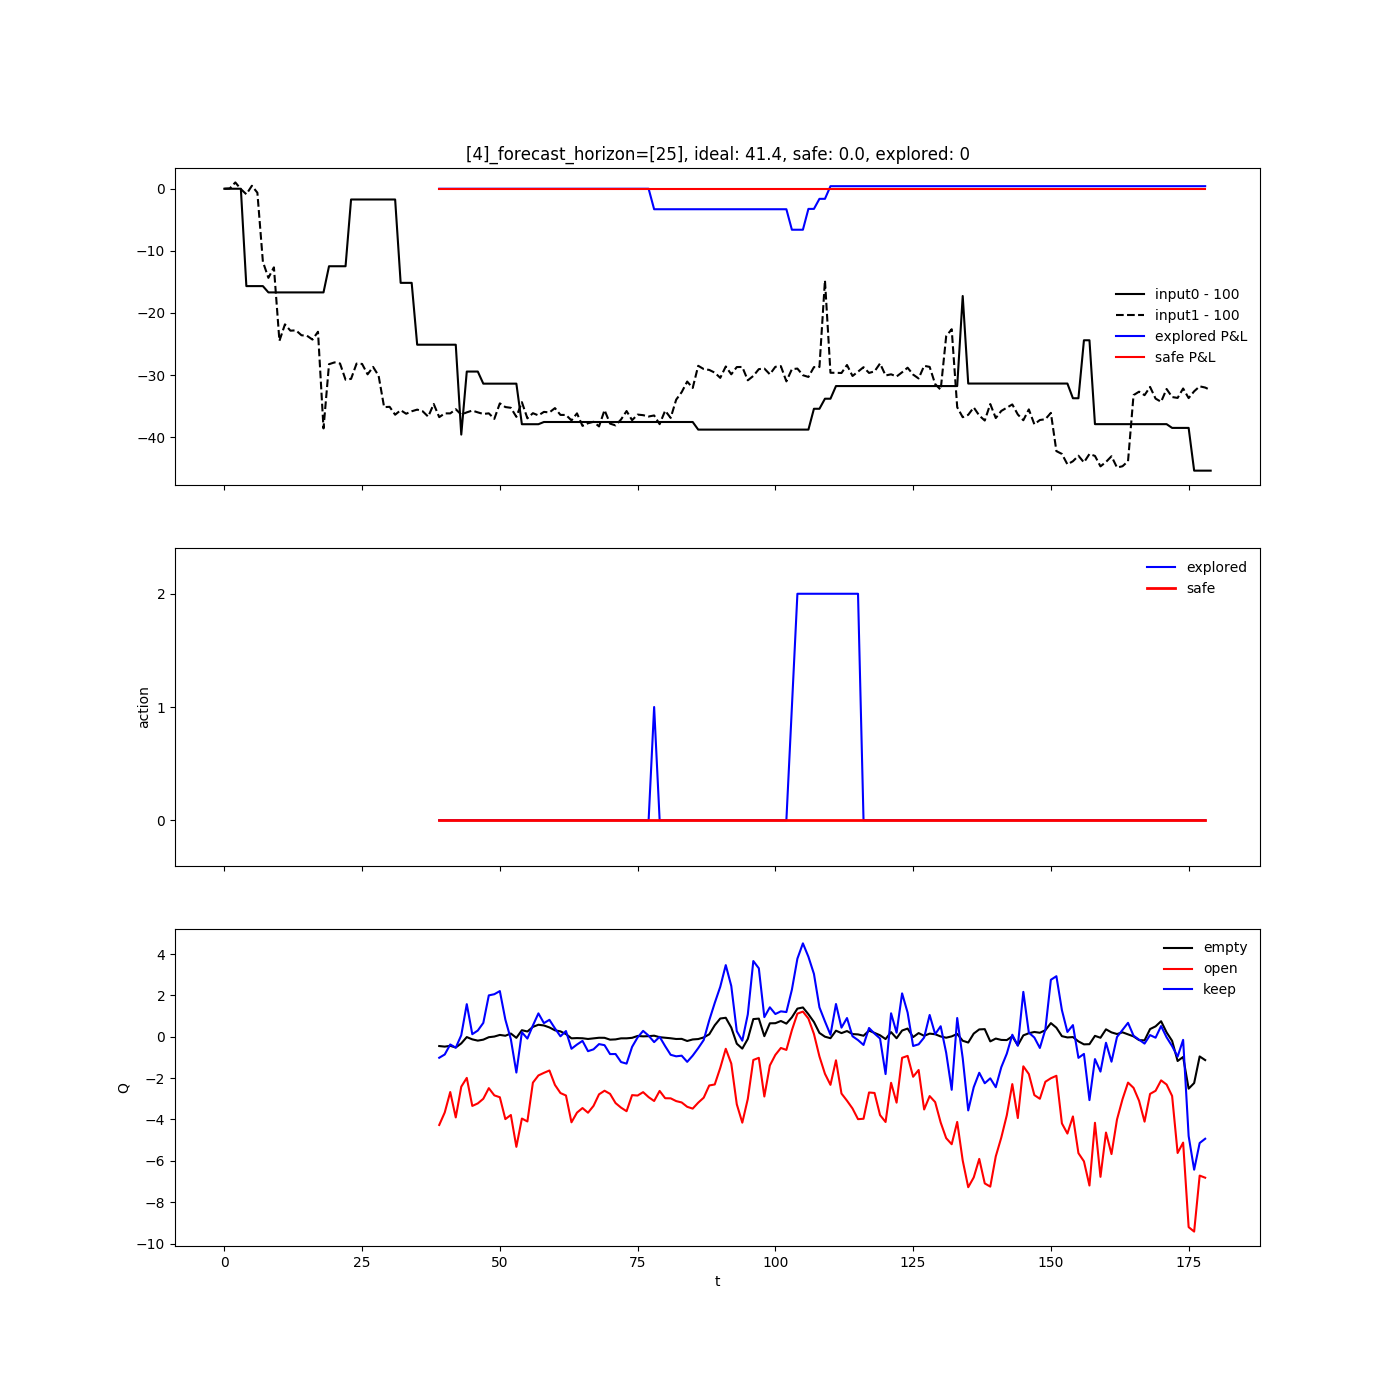 [4]_forecast_horizon=[25], ideal: 41.4, safe: 0.0, explored: 0
0
−10
−20
−30
−40
input0 - 100
input1 - 100
explored P&L
safe P&L
2
1
0
action
explored
safe
4
2
0
−2
−4
−6
−8
−10
Q
empty
open
keep
0 25 50 75 100 125 150 175
t